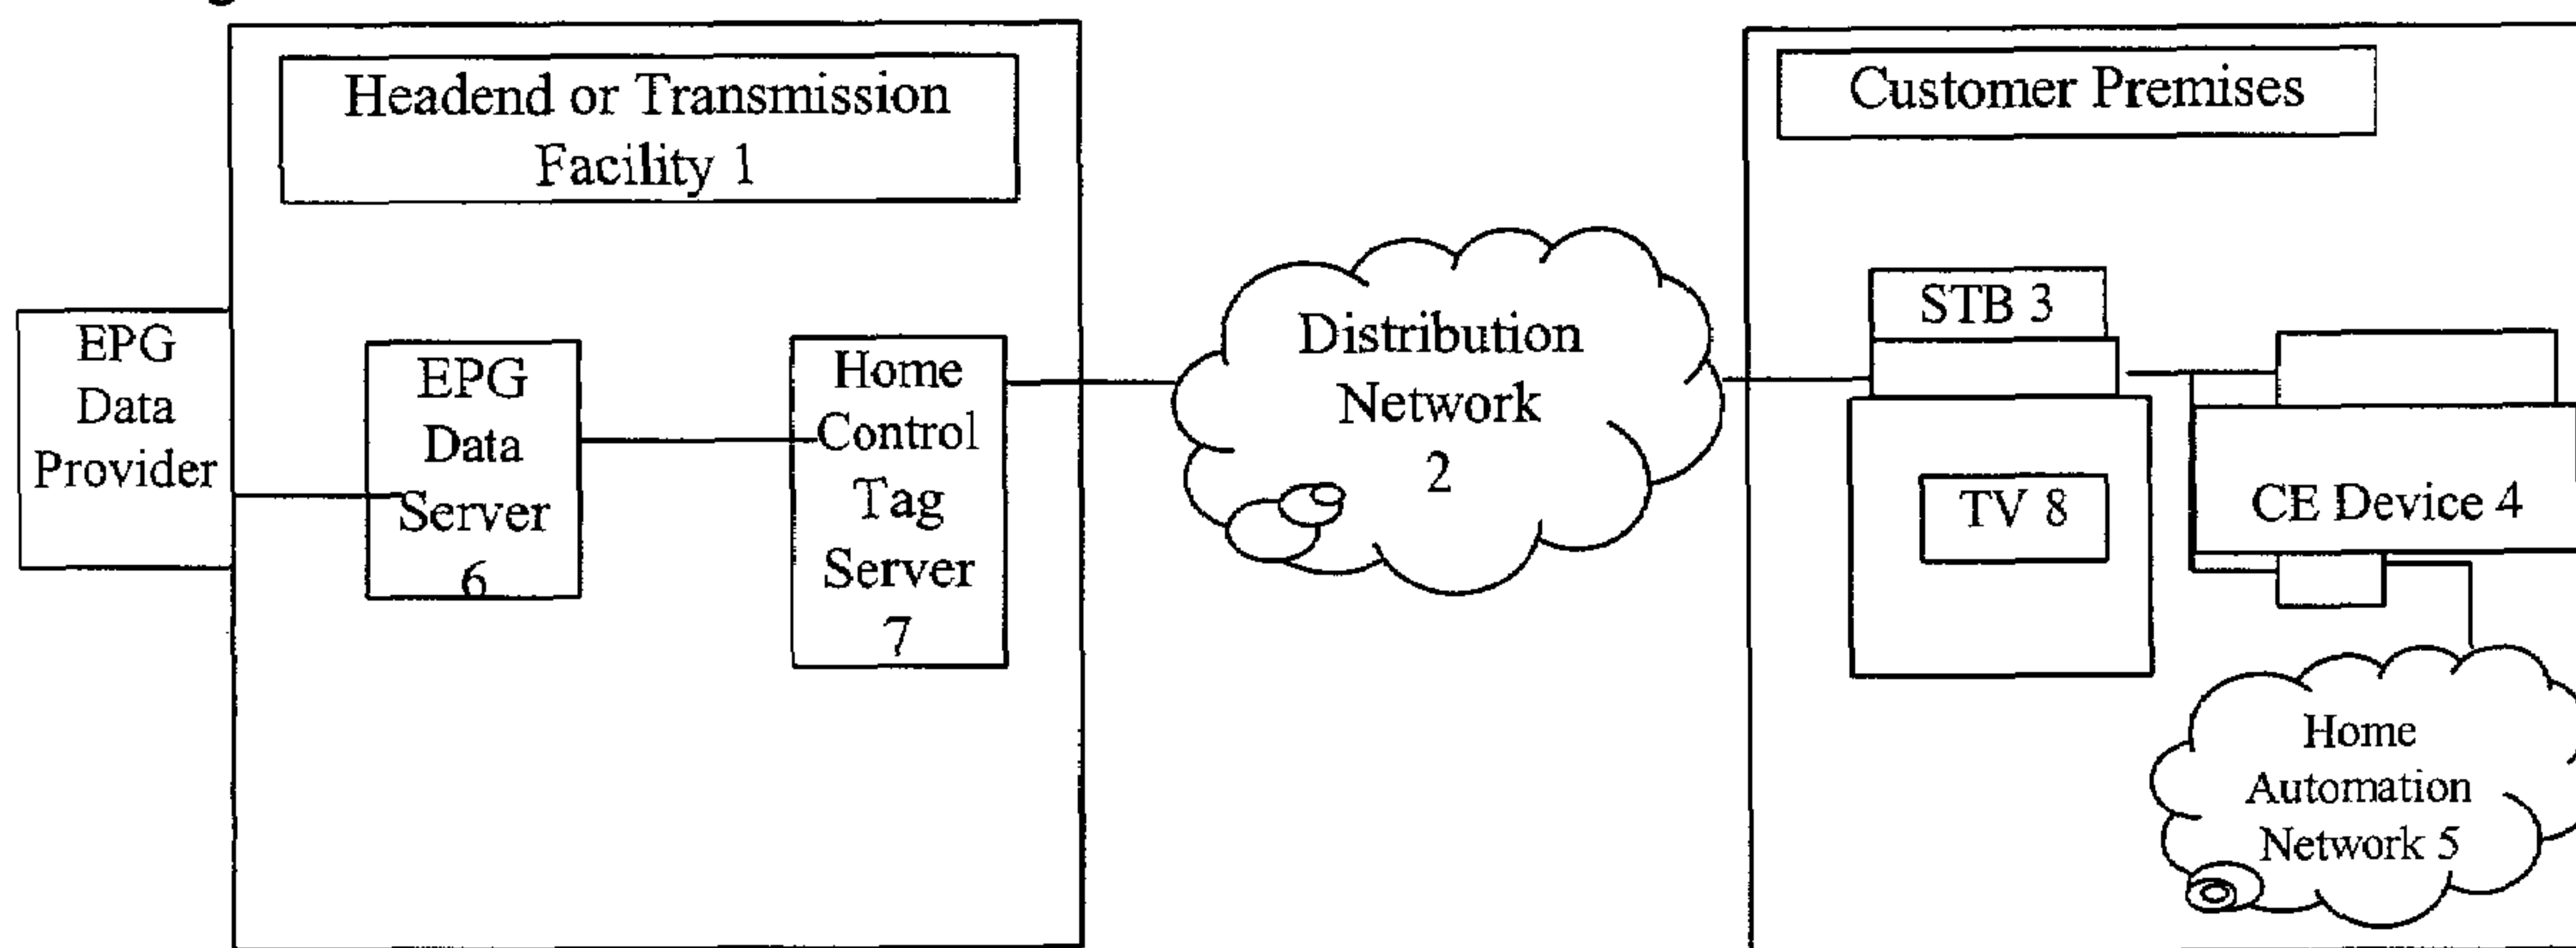 Headend or Transmission
Facility 1
Customer Premises
EPG
Data
Provider
EPG
Data
Server
6
Home
Control
Tag
Server
7
Distribution
Network
2
STB 3
TV 8
CE Device 4
Home
Automation
Network 5